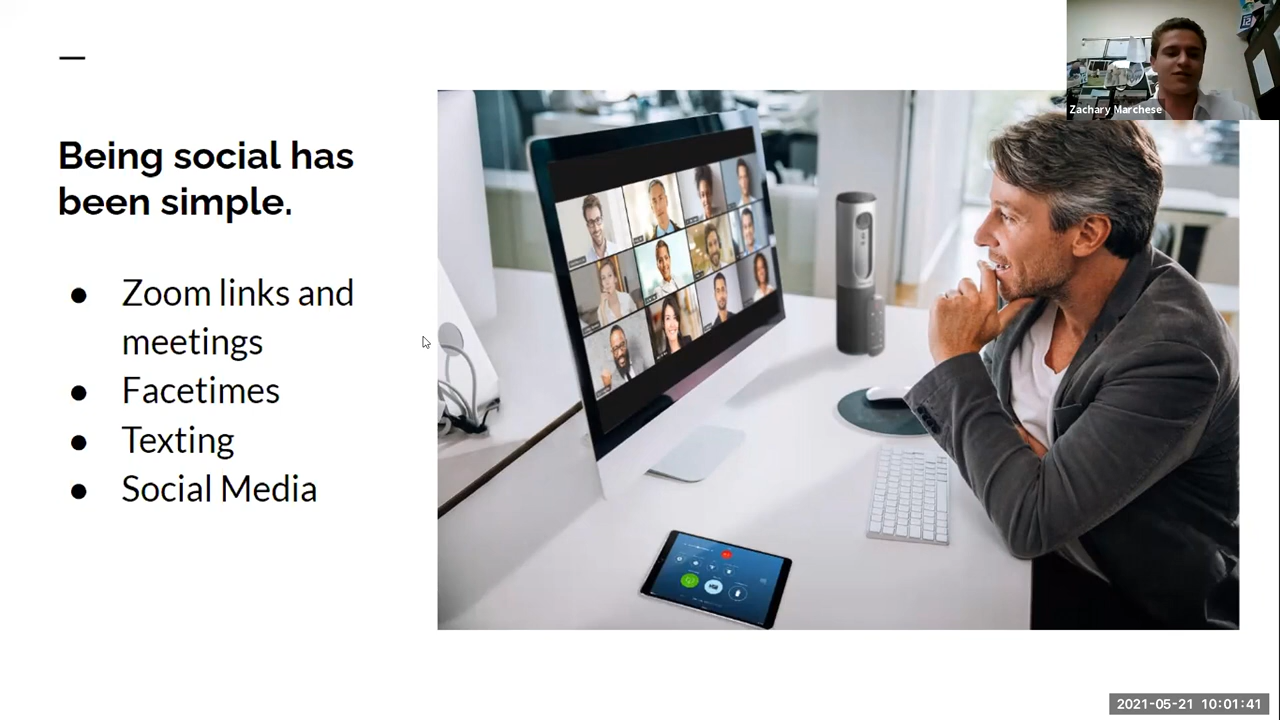 Zachary Marchese
Being social has
been simple.
● Zoom links and
meetings
● Facetimes
● Texting
● Social Media
2021-05-21 10:01:41